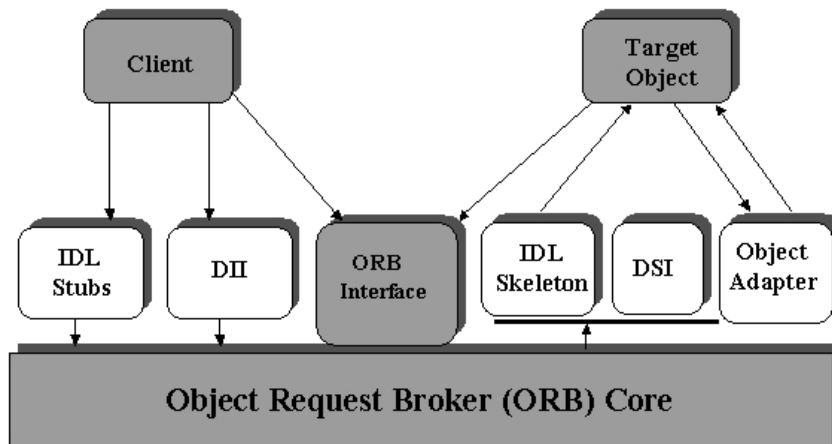 Client
Target
Object
IDL
Stubs
DII
ORB
Interface
IDL
Skeleton
DSI
Object
Adapter
Object Request Broker (ORB) Core